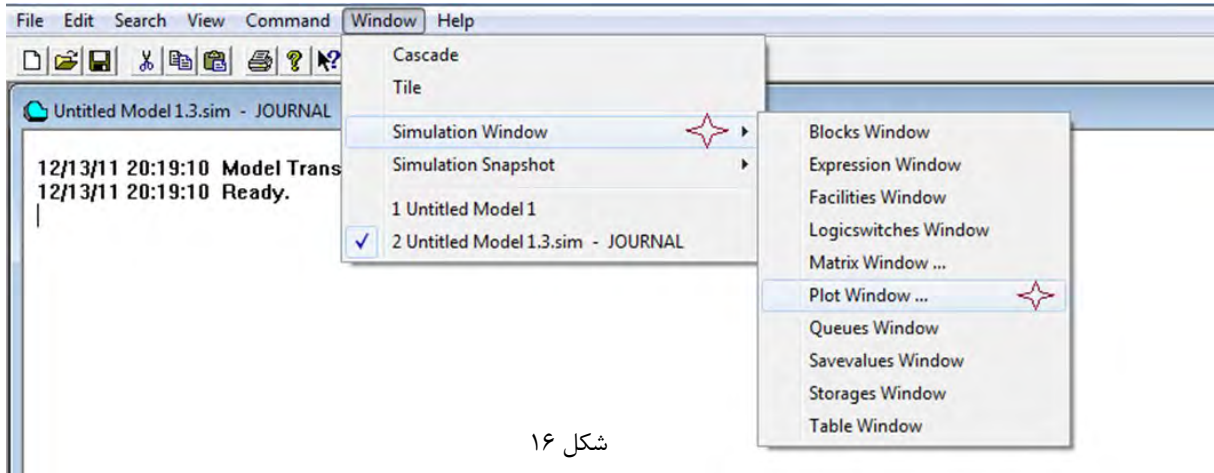 File Edit Search View Command Window Help
Untitled Model 1.3.sim - JOURNAL
12/13/11 20:19:10 Model Trans
12/13/11 20:19:10 Ready.
Cascade
Tile
Simulation Window
Simulation Snapshot
1 Untitled Model 1
2 Untitled Model 1.3.sim - JOURNAL
Blocks Window
Expression Window
Facilities Window
Logicswitches Window
Matrix Window ...
Plot Window ...
Queues Window
Savevalues Window
Storages Window
Table Window
شکل ۱۶